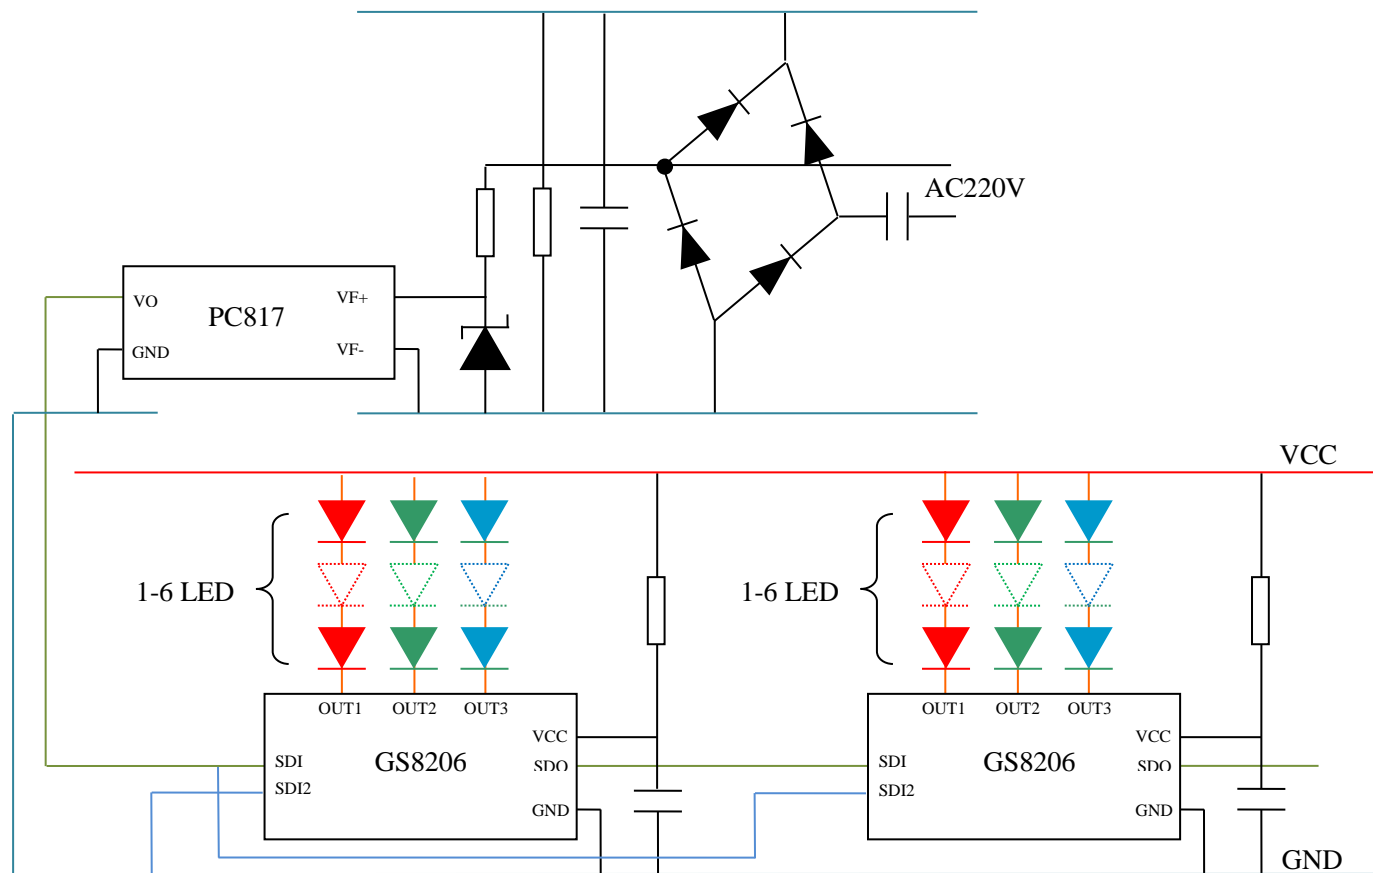 AC220V
VO
VF+
PC817
GND
VF-
VCC
1-6 LED
1-6 LED
OUT1
OUT2
OUT3
OUT1
OUT2
OUT3
VCC
VCC
SDI
GS8206
SDO
SDI
GS8206
SDO
SDI2
SDI2
GND
GND
GND